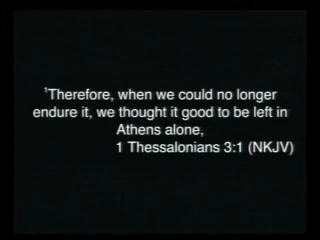 ¹Therefore, when we could no longer
endure it, we thought it good to be left in
Athens alone,
1 Thessalonians 3:1 (NKJV)